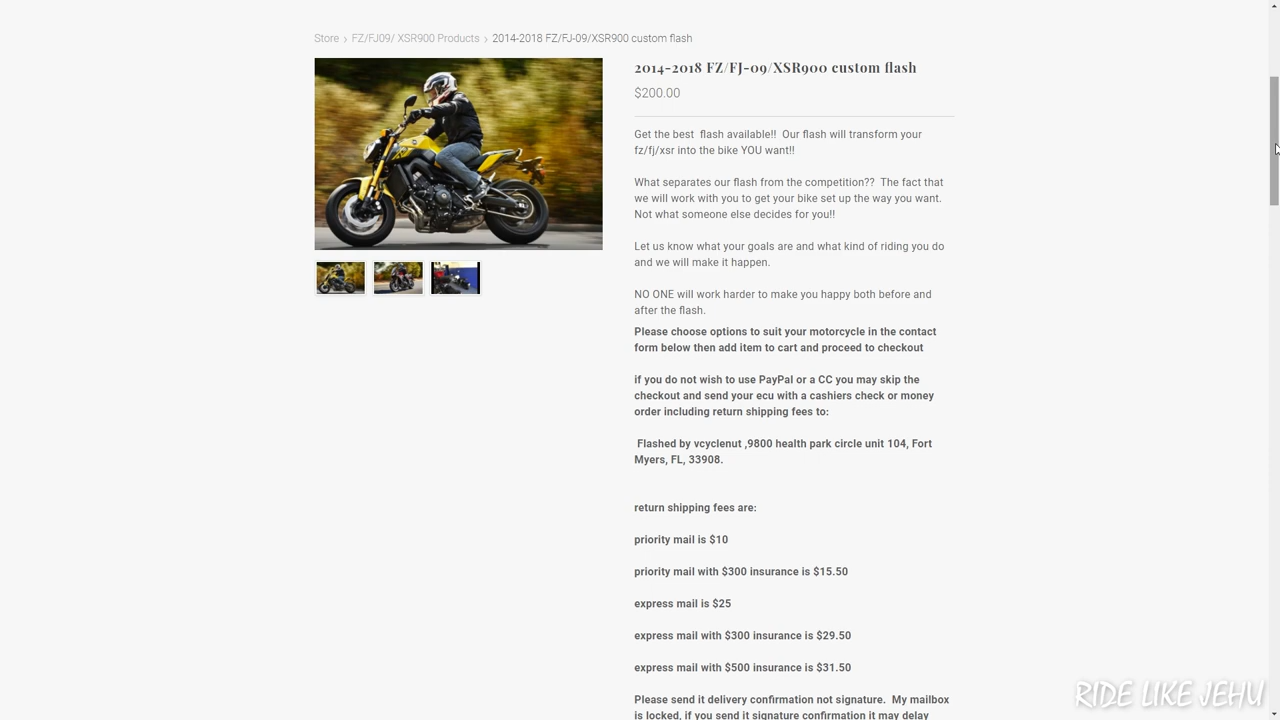 Store > FZ/FJ09/ XSR900 Products > 2014-2018 FZ/FJ-09/XSR900 custom flash
2014-2018 FZ/FJ-09/XSR900 custom flash
$200.00
Get the best flash available!! Our flash will transform your
fz/fj/xsr into the bike YOU want!!
What separates our flash from the competition?? The fact that
we will work with you to get your bike set up the way you want.
Not what someone else decides for you!!
Let us know what your goals are and what kind of riding you do
and we will make it happen.
NO ONE will work harder to make you happy both before and
after the flash.
Please choose options to suit your motorcycle in the contact
form below then add item to cart and proceed to checkout
if you do not wish to use PayPal or a CC you may skip the
checkout and send your ecu with a cashiers check or money
order including return shipping fees to:
Flashed by vcyclenut ,9800 health park circle unit 104, Fort
Myers, FL, 33908.
return shipping fees are:
priority mail is $10
priority mail with $300 insurance is $15.50
express mail is $25
express mail with $300 insurance is $29.50
express mail with $500 insurance is $31.50
Please send it delivery confirmation not signature. My mailbox
is locked, if you send it signature confirmation it may delay
RIDE LIKE JEHU